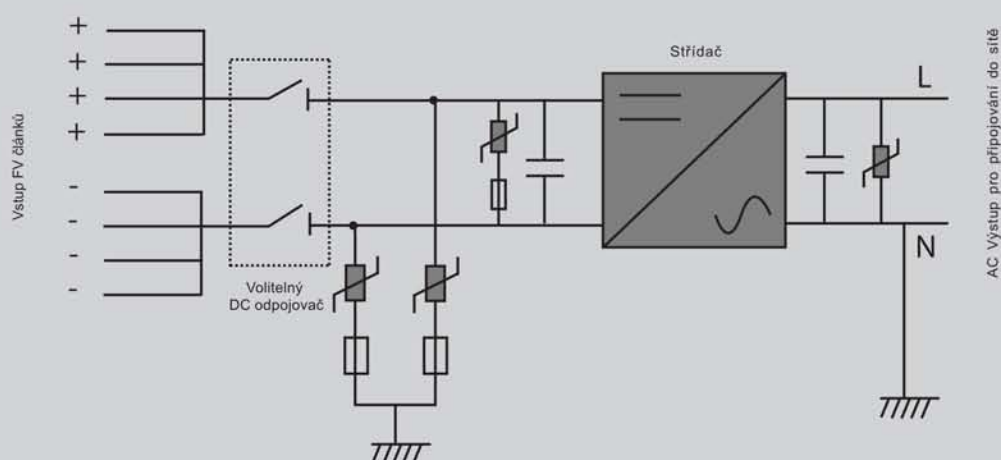 Vstup FV článků
+
+
+
+
-
-
-
-
Volitelný
DC odpojovač
Střídač
L
N
AC Výstup pro připojování do sítě